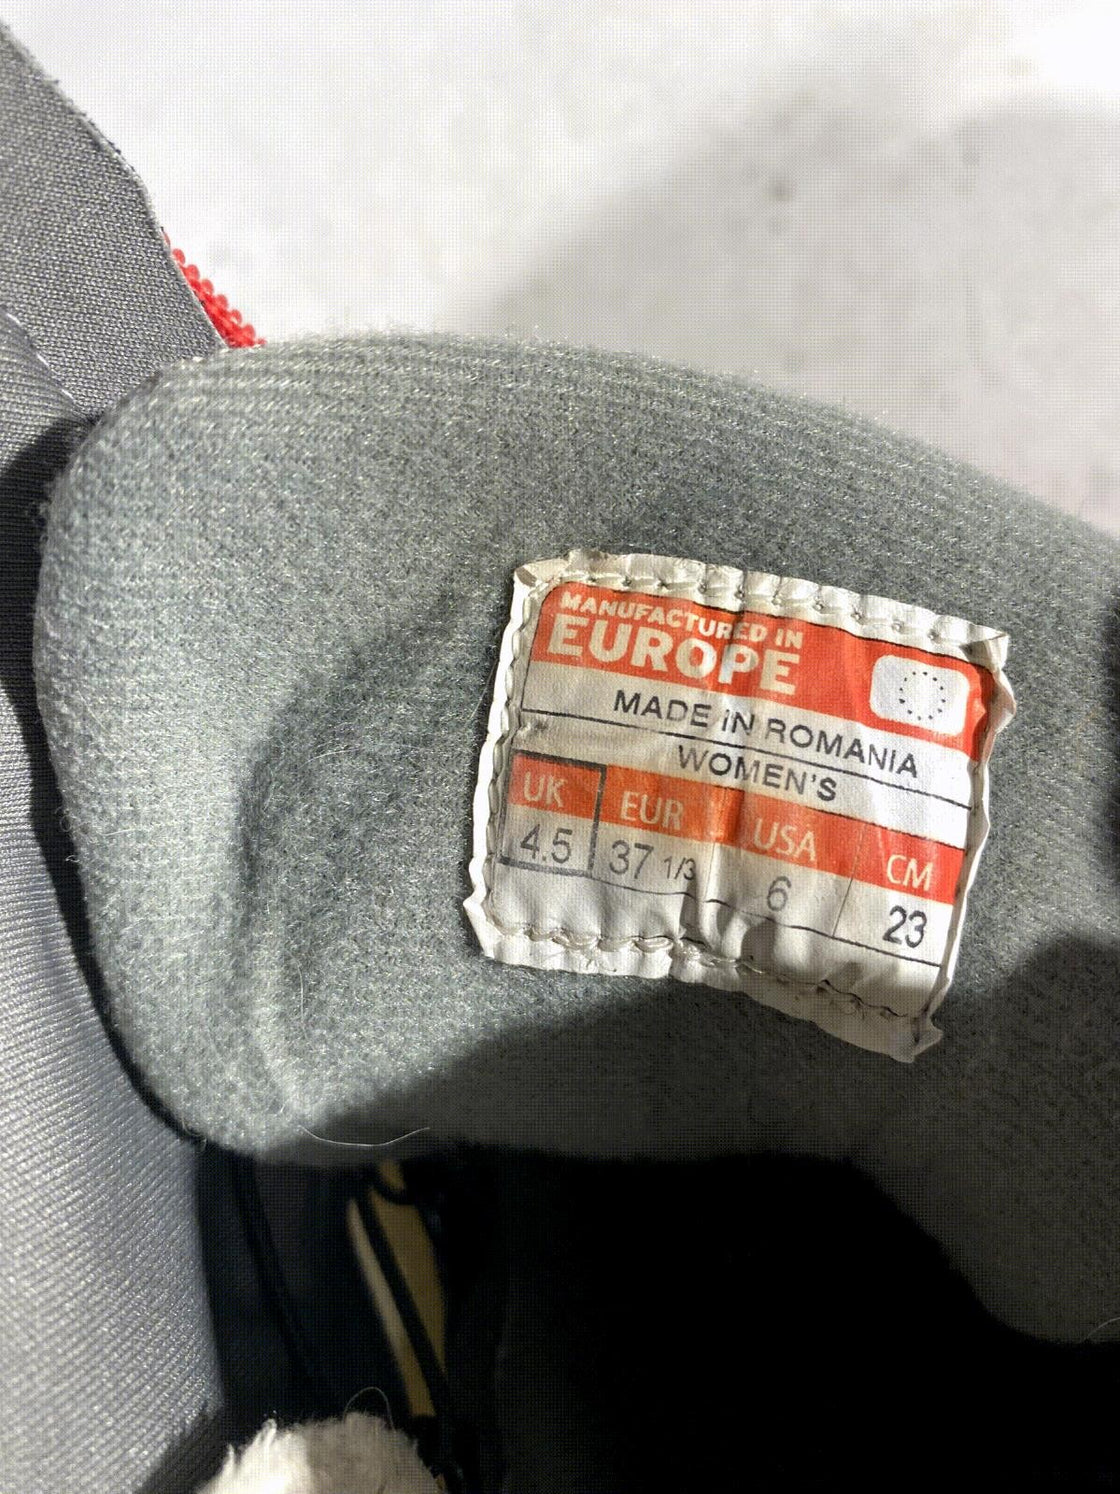 MANUFACTURED IN
EUROPE
MADE IN ROMANIA
WOMEN'S
UK EUR USA CM
4.5 37 1/3 6 23